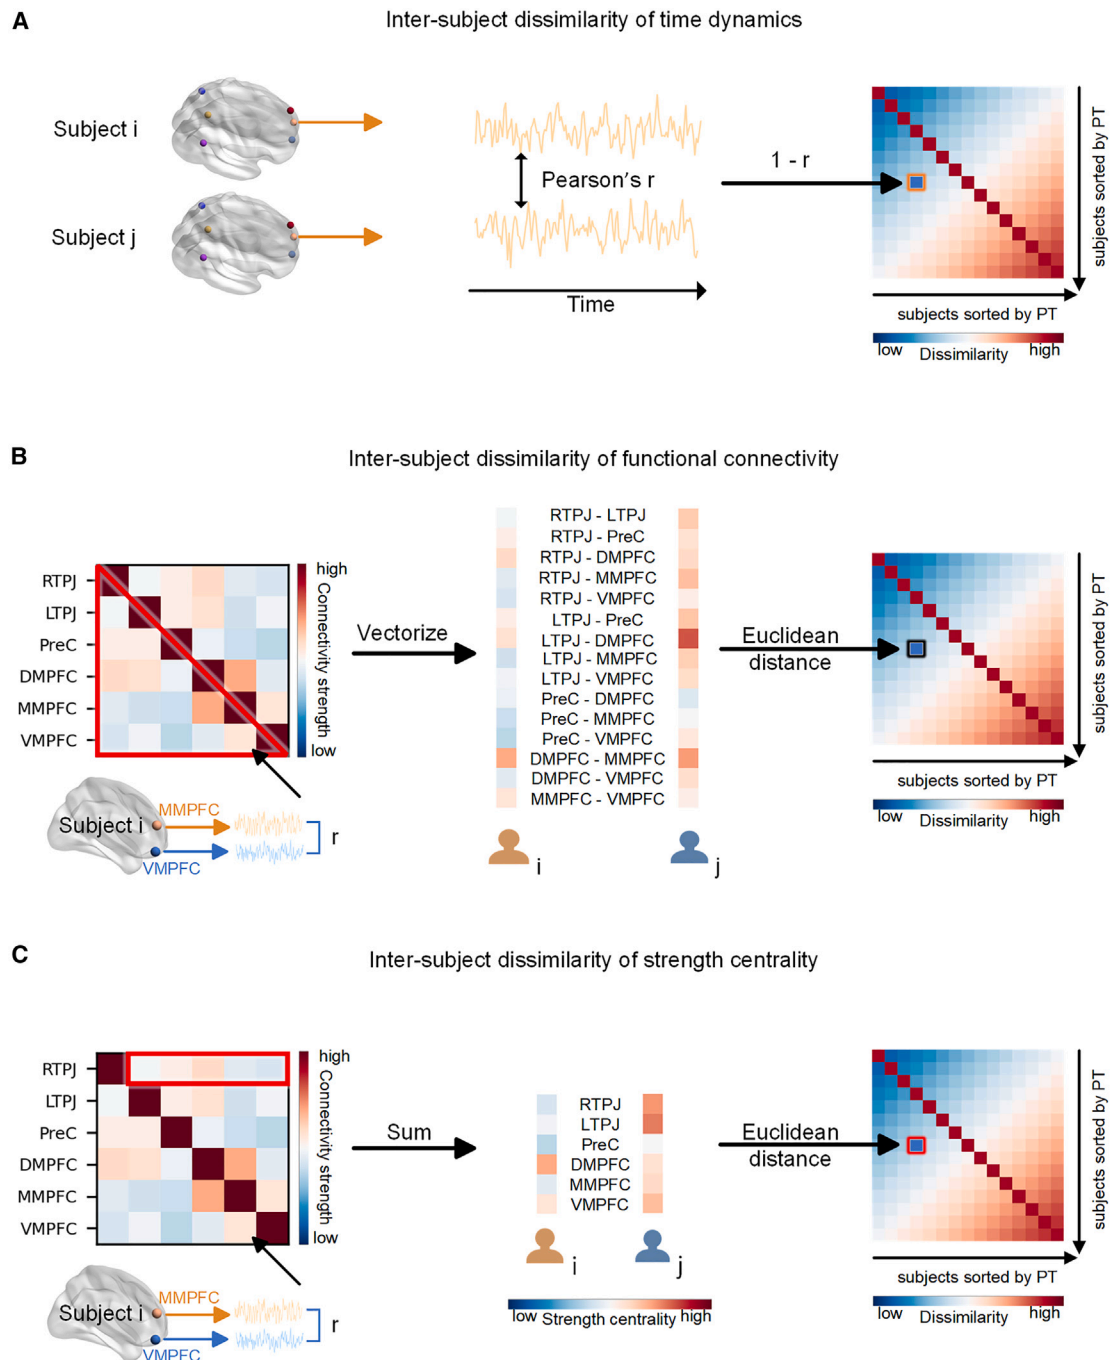 A
Inter-subject dissimilarity of time dynamics
Subject i
Subject j
Pearson's r
Time
1 - r
subjects sorted by PT
subjects sorted by PT
low Dissimilarity high
B
Inter-subject dissimilarity of functional connectivity
RTPJ
LTPJ
PreC
DMPFC
MMPFC
VMPFC
high
Connectivity strength
low
Subject i
MMPFC
VMPFC
r
Vectorize
RTPJ - LTPJ
RTPJ - PreC
RTPJ - DMPFC
RTPJ - MMPFC
RTPJ - VMPFC
LTPJ - PreC
LTPJ - DMPFC
LTPJ - MMPFC
LTPJ - VMPFC
PreC - DMPFC
PreC - MMPFC
PreC - VMPFC
DMPFC - MMPFC
DMPFC - VMPFC
MMPFC - VMPFC
i
j
Euclidean
distance
subjects sorted by PT
subjects sorted by PT
low Dissimilarity high
C
Inter-subject dissimilarity of strength centrality
RTPJ
LTPJ
PreC
DMPFC
MMPFC
VMPFC
high
Connectivity strength
low
Subject i
MMPFC
VMPFC
r
Sum
RTPJ
LTPJ
PreC
DMPFC
MMPFC
VMPFC
i
j
low Strength centrality high
Euclidean
distance
subjects sorted by PT
subjects sorted by PT
low Dissimilarity high